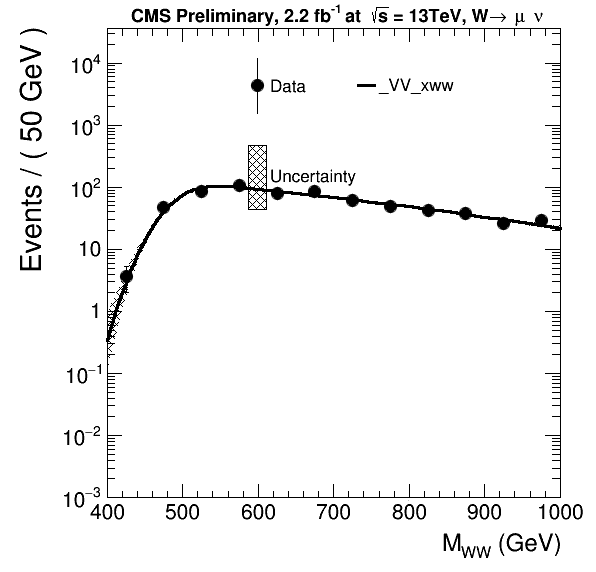 CMS Preliminary, 2.2 fb⁻¹ at √s = 13TeV, W→ μ ν
Events / ( 50 GeV )
10⁴
10³
10²
10
1
10⁻¹
10⁻²
10⁻³
Data
_VV_xww
Uncertainty
400 500 600 700 800 900 1000
M_WW (GeV)